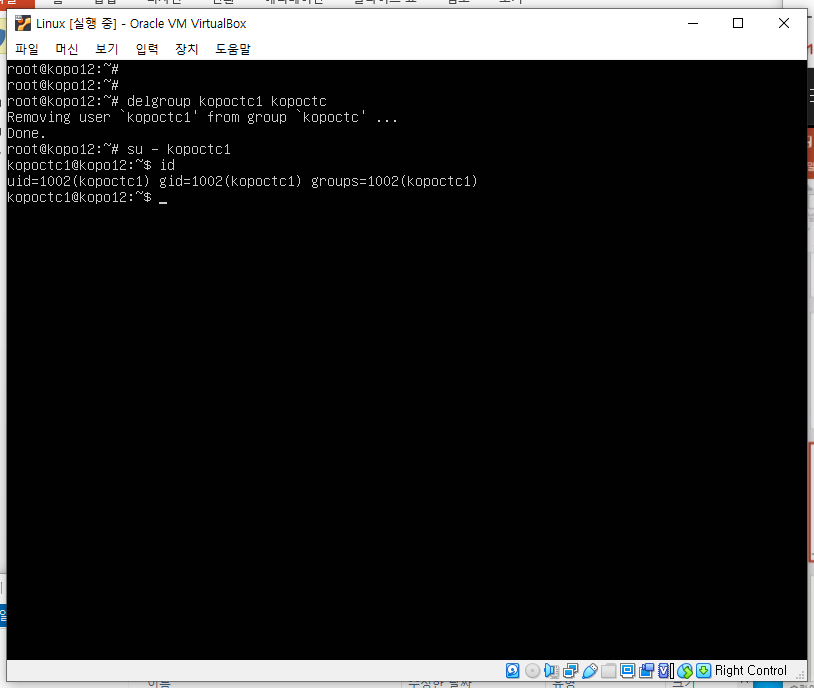 Linux [실행 중] - Oracle VM VirtualBox
파일 머신 보기 입력 장치 도움말
root@kopo12:~#
root@kopo12:~#
root@kopo12:~# delgroup kopoctc1 kopoctc
Removing user `kopoctc1' from group `kopoctc' ...
Done.
root@kopo12:~# su - kopoctc1
kopoctc1@kopo12:~$ id
uid=1002(kopoctc1) gid=1002(kopoctc1) groups=1002(kopoctc1)
kopoctc1@kopo12:~$ _
Right Control